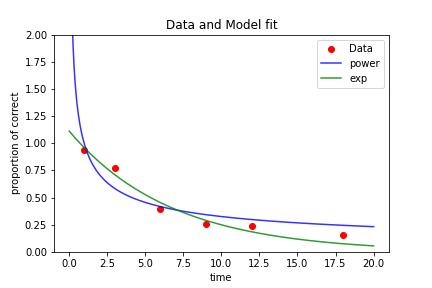 Data and Model fit
2.00
1.75
1.50
1.25
1.00
0.75
0.50
0.25
0.00
proportion of correct
Data
power
exp
0.0 2.5 5.0 7.5 10.0 12.5 15.0 17.5 20.0
time